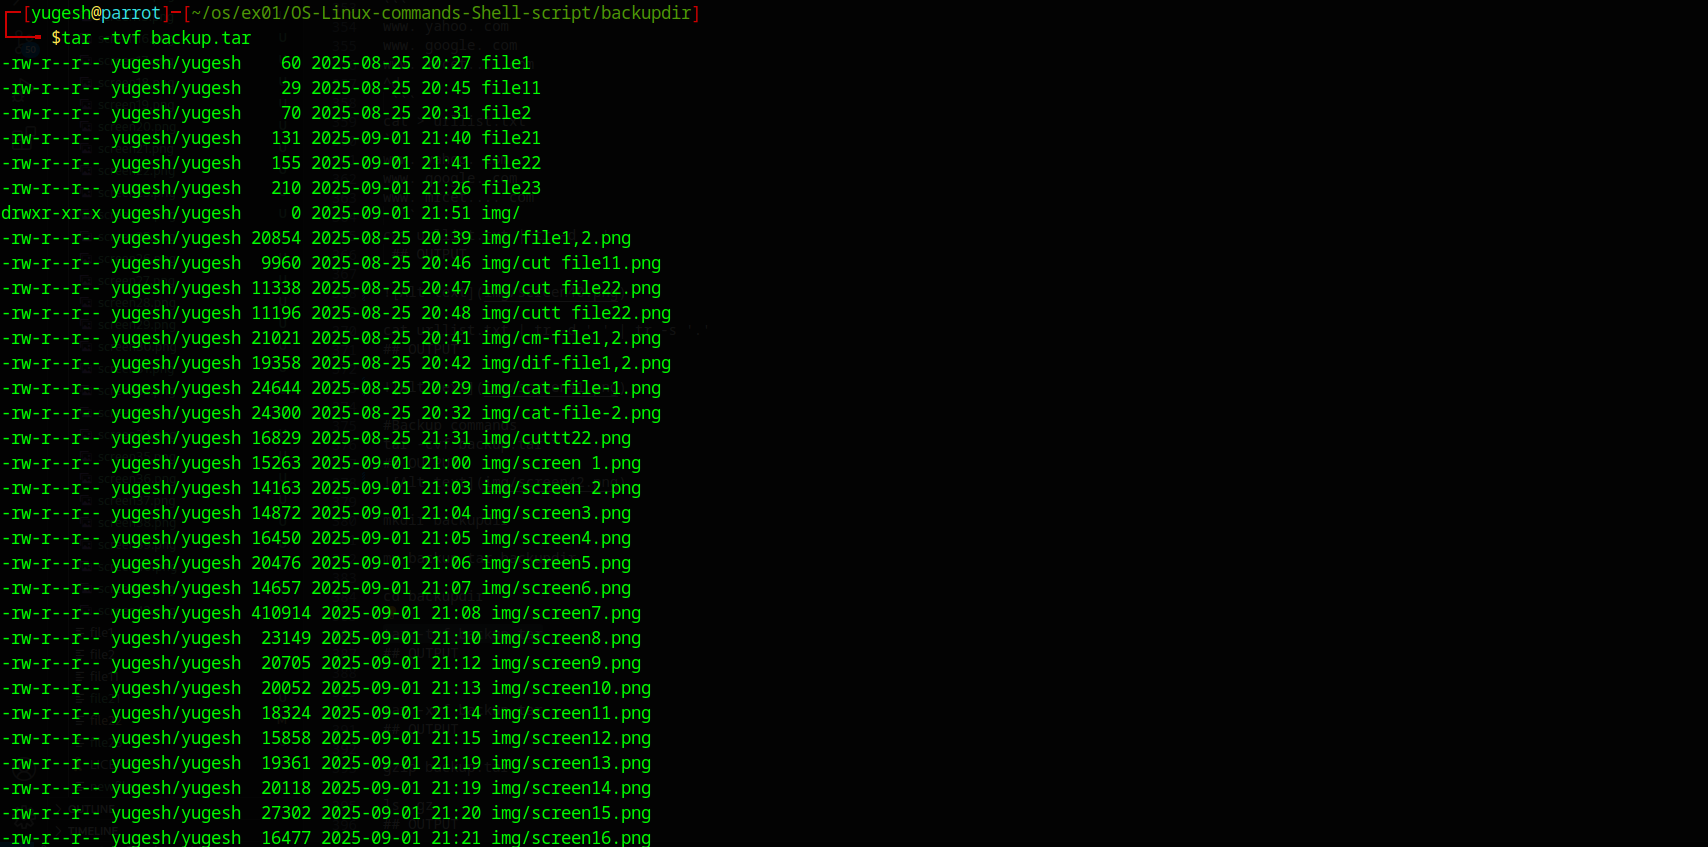 ┌─[yugesh@parrot]─[~/os/ex01/OS-Linux-commands-Shell-script/backupdir]
└──╼ $tar -tvf backup.tar
-rw-r--r-- yugesh/yugesh    60 2025-08-25 20:27 file1
-rw-r--r-- yugesh/yugesh    29 2025-08-25 20:45 file11
-rw-r--r-- yugesh/yugesh    70 2025-08-25 20:31 file2
-rw-r--r-- yugesh/yugesh   131 2025-09-01 21:40 file21
-rw-r--r-- yugesh/yugesh   155 2025-09-01 21:41 file22
-rw-r--r-- yugesh/yugesh   210 2025-09-01 21:26 file23
drwxr-xr-x yugesh/yugesh     0 2025-09-01 21:51 img/
-rw-r--r-- yugesh/yugesh 20854 2025-08-25 20:39 img/file1,2.png
-rw-r--r-- yugesh/yugesh  9960 2025-08-25 20:46 img/cut file11.png
-rw-r--r-- yugesh/yugesh 11338 2025-08-25 20:47 img/cut file22.png
-rw-r--r-- yugesh/yugesh 11196 2025-08-25 20:48 img/cutt file22.png
-rw-r--r-- yugesh/yugesh 21021 2025-08-25 20:41 img/cm-file1,2.png
-rw-r--r-- yugesh/yugesh 19358 2025-08-25 20:42 img/dif-file1,2.png
-rw-r--r-- yugesh/yugesh 24644 2025-08-25 20:29 img/cat-file-1.png
-rw-r--r-- yugesh/yugesh 24300 2025-08-25 20:32 img/cat-file-2.png
-rw-r--r-- yugesh/yugesh 16829 2025-08-25 21:31 img/cuttt22.png
-rw-r--r-- yugesh/yugesh 15263 2025-09-01 21:00 img/screen 1.png
-rw-r--r-- yugesh/yugesh 14163 2025-09-01 21:03 img/screen 2.png
-rw-r--r-- yugesh/yugesh 14872 2025-09-01 21:04 img/screen3.png
-rw-r--r-- yugesh/yugesh 16450 2025-09-01 21:05 img/screen4.png
-rw-r--r-- yugesh/yugesh 20476 2025-09-01 21:06 img/screen5.png
-rw-r--r-- yugesh/yugesh 14657 2025-09-01 21:07 img/screen6.png
-rw-r--r-- yugesh/yugesh 410914 2025-09-01 21:08 img/screen7.png
-rw-r--r-- yugesh/yugesh  23149 2025-09-01 21:10 img/screen8.png
-rw-r--r-- yugesh/yugesh  20705 2025-09-01 21:12 img/screen9.png
-rw-r--r-- yugesh/yugesh  20052 2025-09-01 21:13 img/screen10.png
-rw-r--r-- yugesh/yugesh  18324 2025-09-01 21:14 img/screen11.png
-rw-r--r-- yugesh/yugesh  15858 2025-09-01 21:15 img/screen12.png
-rw-r--r-- yugesh/yugesh  19361 2025-09-01 21:19 img/screen13.png
-rw-r--r-- yugesh/yugesh  20118 2025-09-01 21:19 img/screen14.png
-rw-r--r-- yugesh/yugesh  27302 2025-09-01 21:20 img/screen15.png
-rw-r--r-- yugesh/yugesh  16477 2025-09-01 21:21 img/screen16.png